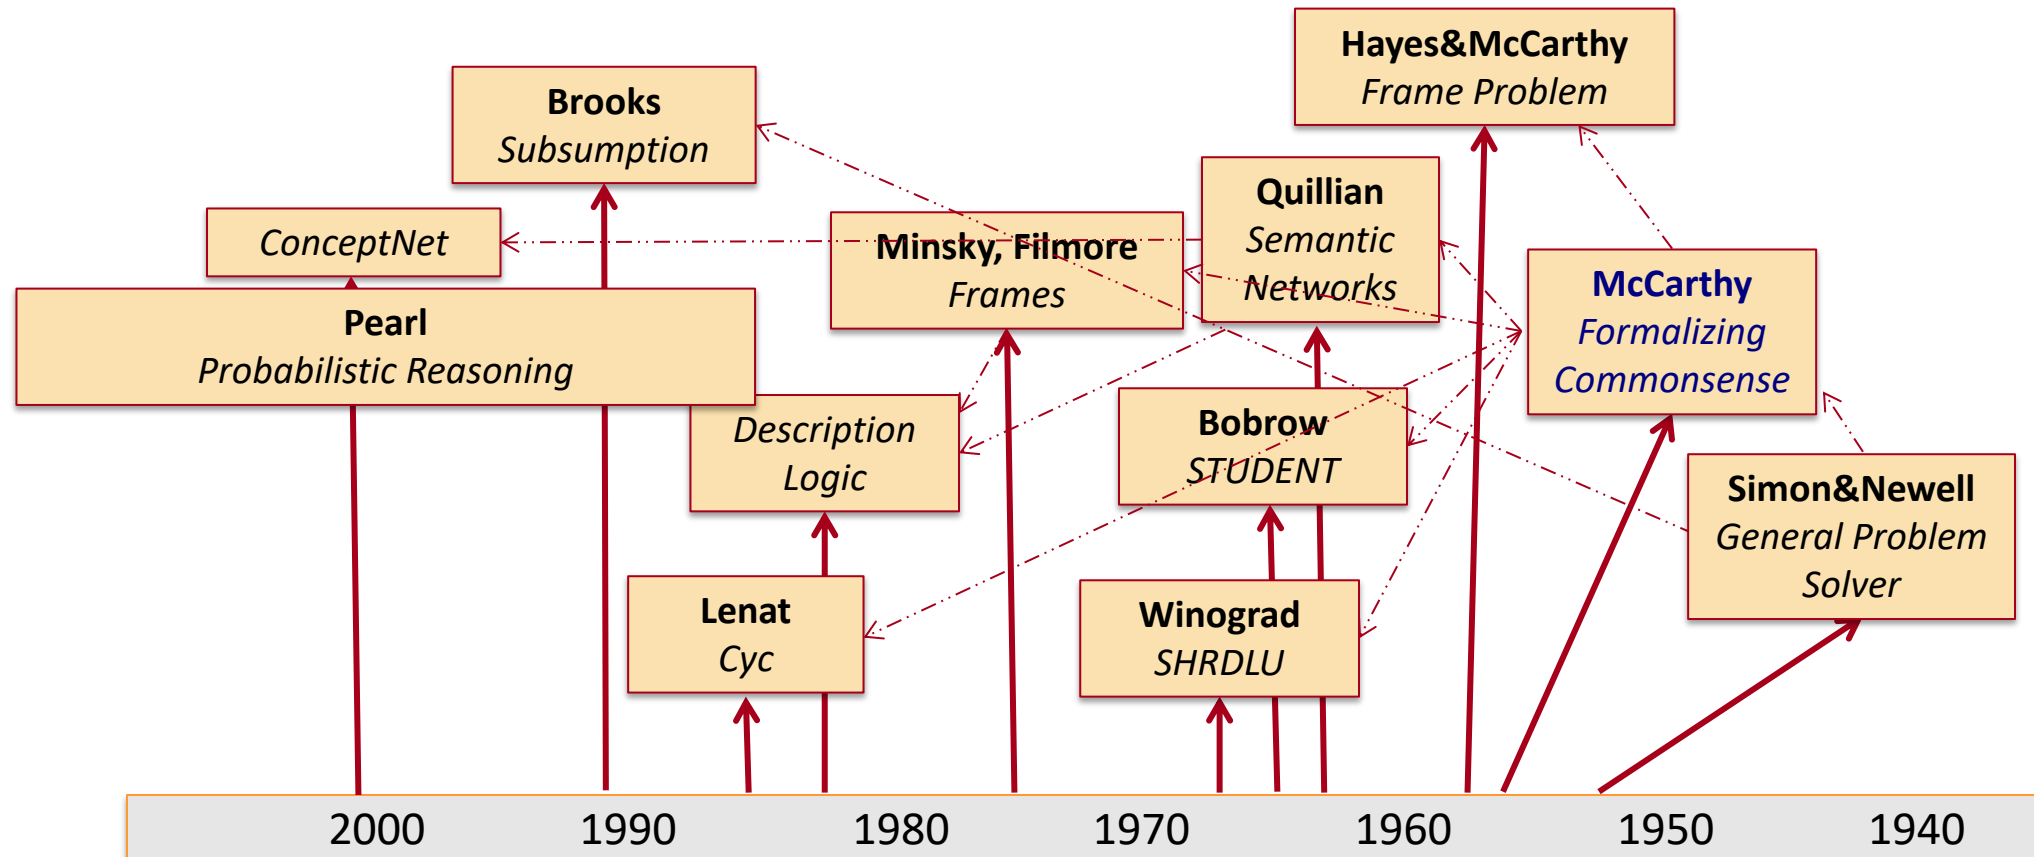 Hayes&McCarthy
Frame Problem
Brooks
Subsumption
Quillian
Semantic
Networks
ConceptNet
Minsky, Filmore
Frames
McCarthy
Formalizing
Commonsense
Pearl
Probabilistic Reasoning
Description
Logic
Bobrow
STUDENT
Simon&Newell
General Problem
Solver
Lenat
Cyc
Winograd
SHRDLU
2000 1990 1980 1970 1960 1950 1940